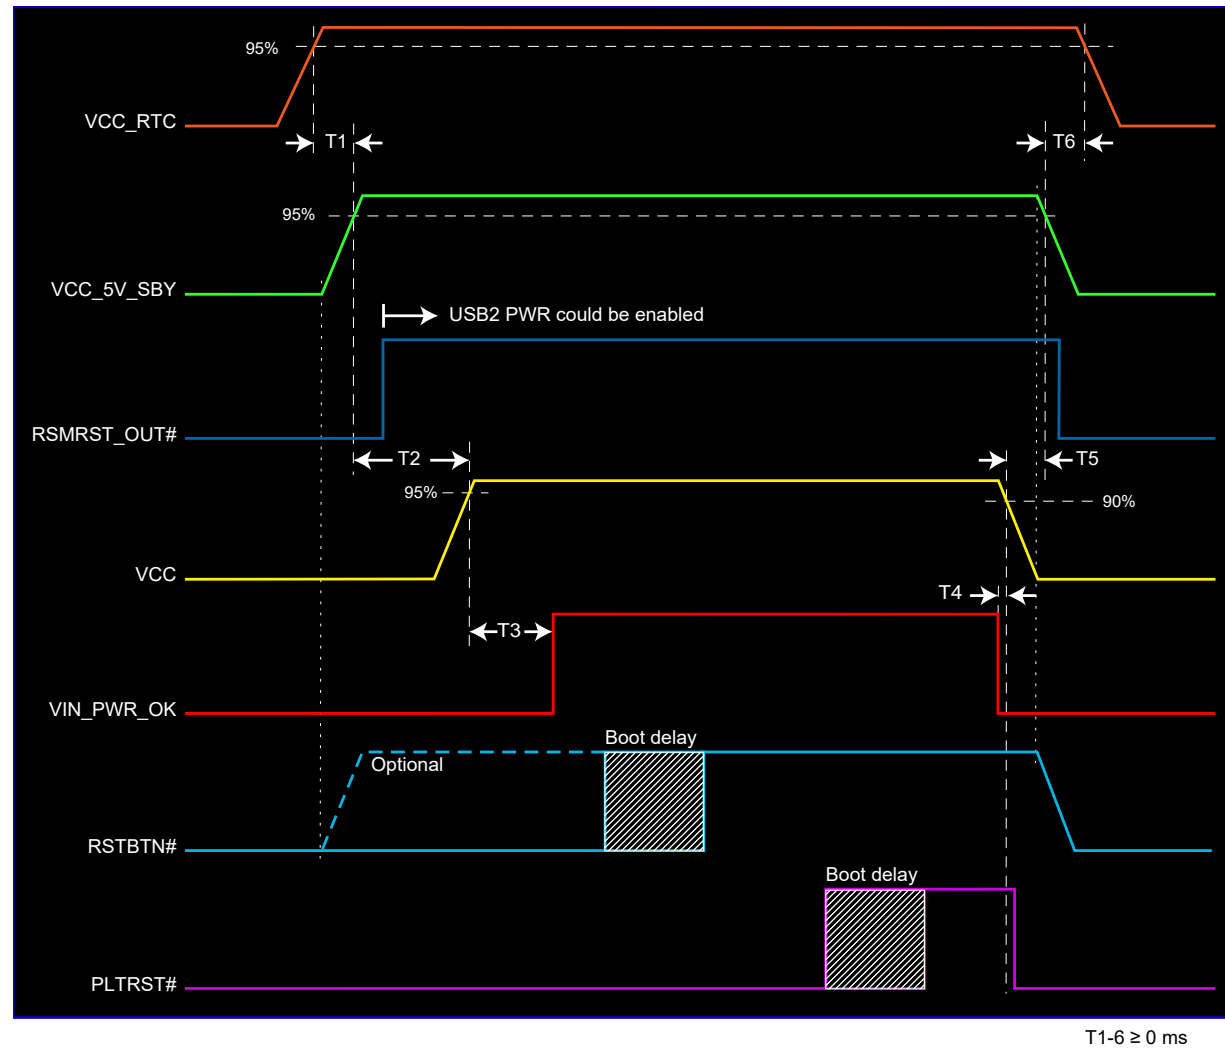 95%
VCC_RTC
T1
T6
95%
VCC_5V_SBY
USB2 PWR could be enabled
RSMRST_OUT#
T2
T5
95%
90%
VCC
T4
T3
VIN_PWR_OK
Boot delay
Optional
RSTBTN#
Boot delay
PLTRST#
T1-6 ≥ 0 ms